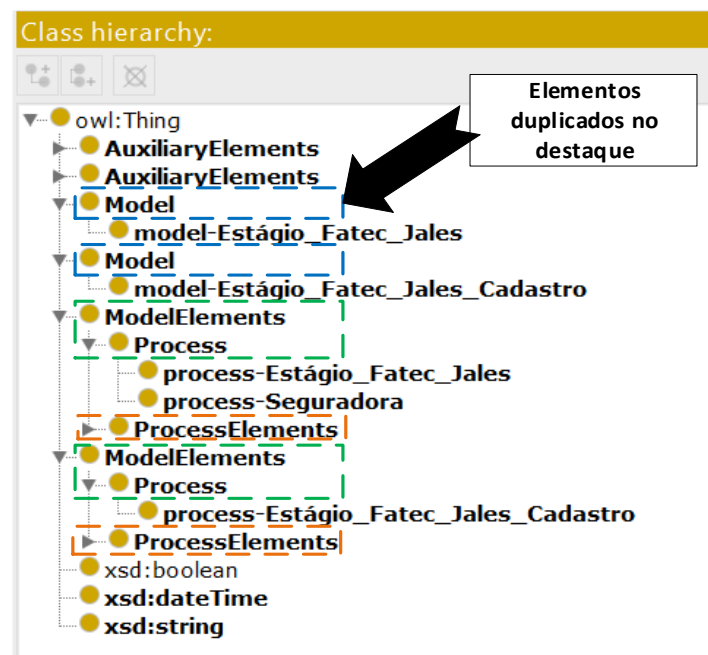 Class hierarchy:
Elementos
duplicados no
destaque
owl:Thing
AuxiliaryElements
AuxiliaryElements
Model
model-Estágio_Fatec_Jales
Model
model-Estágio_Fatec_Jales_Cadastro
ModelElements
Process
process-Estágio_Fatec_Jales
process-Seguradora
ProcessElements
ModelElements
Process
process-Estágio_Fatec_Jales_Cadastro
ProcessElements
xsd:boolean
xsd:dateTime
xsd:string